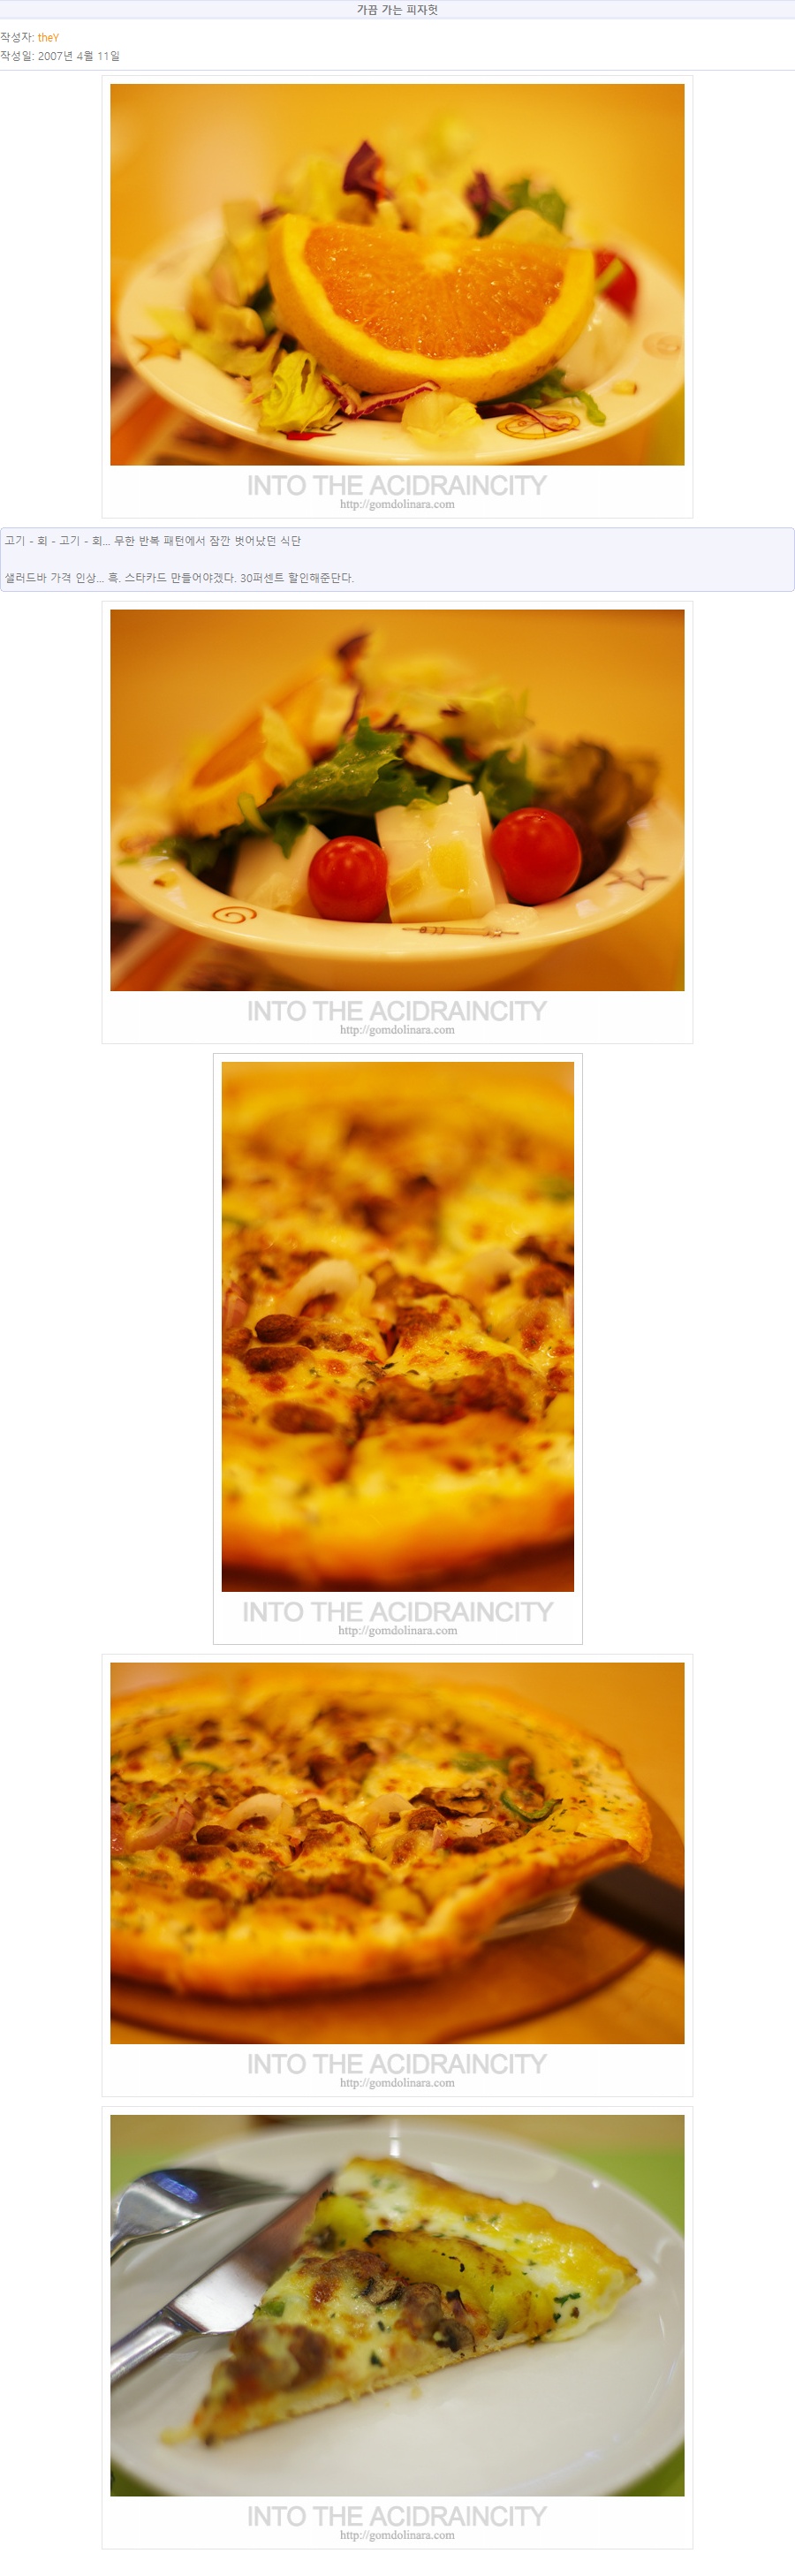 가끔 가는 피자헛
작성자: theY
작성일: 2007년 4월 11일
INTO THE ACIDRAINCITY
http://gomdolinara.com
고기 - 회 - 고기 - 회... 무한 반복 패턴에서 잠깐 벗어났던 식단
샐러드바 가격 인상... 흑. 스타카드 만들어야겠다. 30퍼센트 할인해준단다.
INTO THE ACIDRAINCITY
http://gomdolinara.com
INTO THE ACIDRAINCITY
http://gomdolinara.com
INTO THE ACIDRAINCITY
http://gomdolinara.com
INTO THE ACIDRAINCITY
http://gomdolinara.com